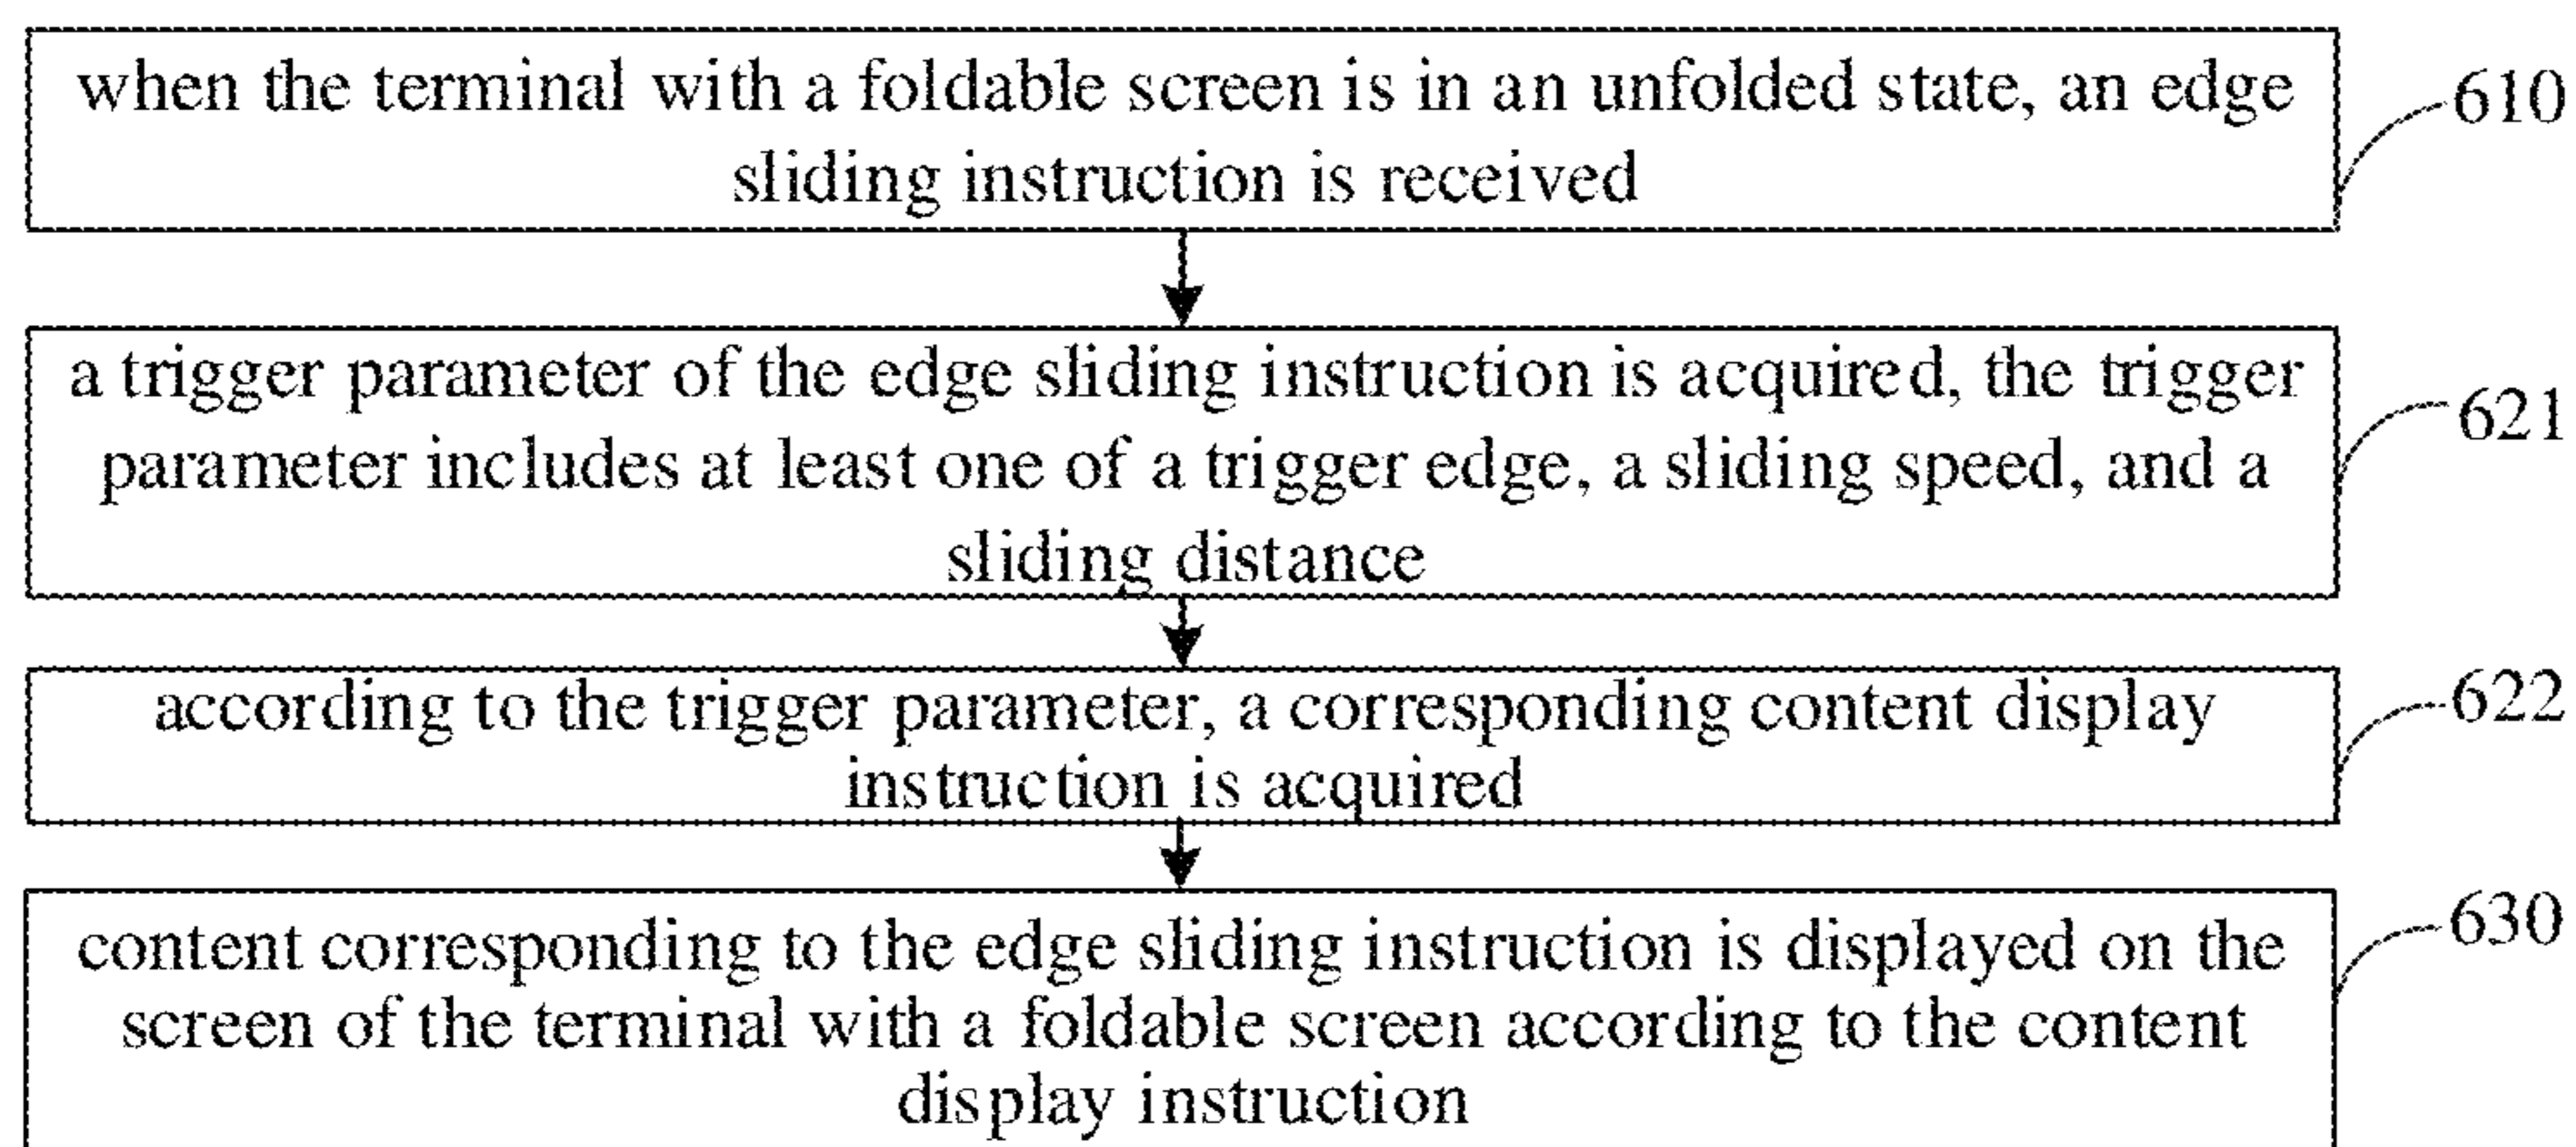 when the terminal with a foldable screen is in an unfolded state, an edge
sliding instruction is received
610
a trigger parameter of the edge sliding instruction is acquired, the trigger
parameter includes at least one of a trigger edge, a sliding speed, and a
sliding distance
621
according to the trigger parameter, a corresponding content display
instruction is acquired
622
content corresponding to the edge sliding instruction is displayed on the
screen of the terminal with a foldable screen according to the content
display instruction
630